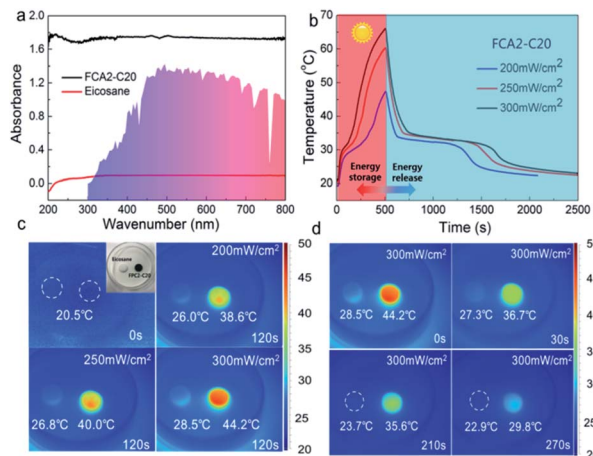 a
1.8
1.2
0.6
0.0
Absorbance
FCA2-C20
Eicosane
200 300 400 500 600 700 800
Wavenumber (nm)
b
70
60
50
40
30
20
10
Temperature (°C)
FCA2-C20
200mW/cm²
250mW/cm²
300mW/cm²
Energy storage
Energy release
0 500 1000 1500 2000 2500
Time (s)
c
Eicosane
FPC2-C20
20.5℃
0s
200mW/cm²
26.0℃ 38.6℃
120s
250mW/cm²
26.8℃ 40.0℃
120s
300mW/cm²
28.5℃ 44.2℃
120s
50
45
40
35
30
25
20
d
300mW/cm²
28.5℃ 44.2℃
0s
300mW/cm²
27.3℃ 36.7℃
30s
300mW/cm²
23.7℃ 35.6℃
210s
300mW/cm²
22.9℃ 29.8℃
270s